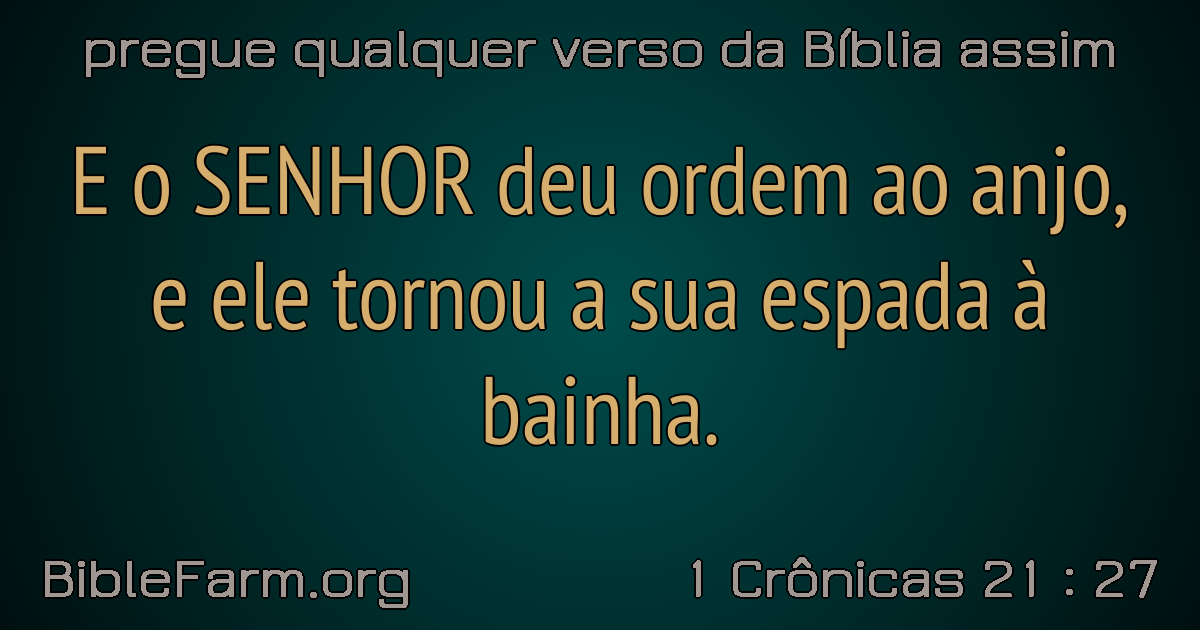 pregue qualquer verso da Bíblia assim
E o SENHOR deu ordem ao anjo,
e ele tornou a sua espada à
bainha.
BibleFarm.org
1 Crônicas 21 : 27